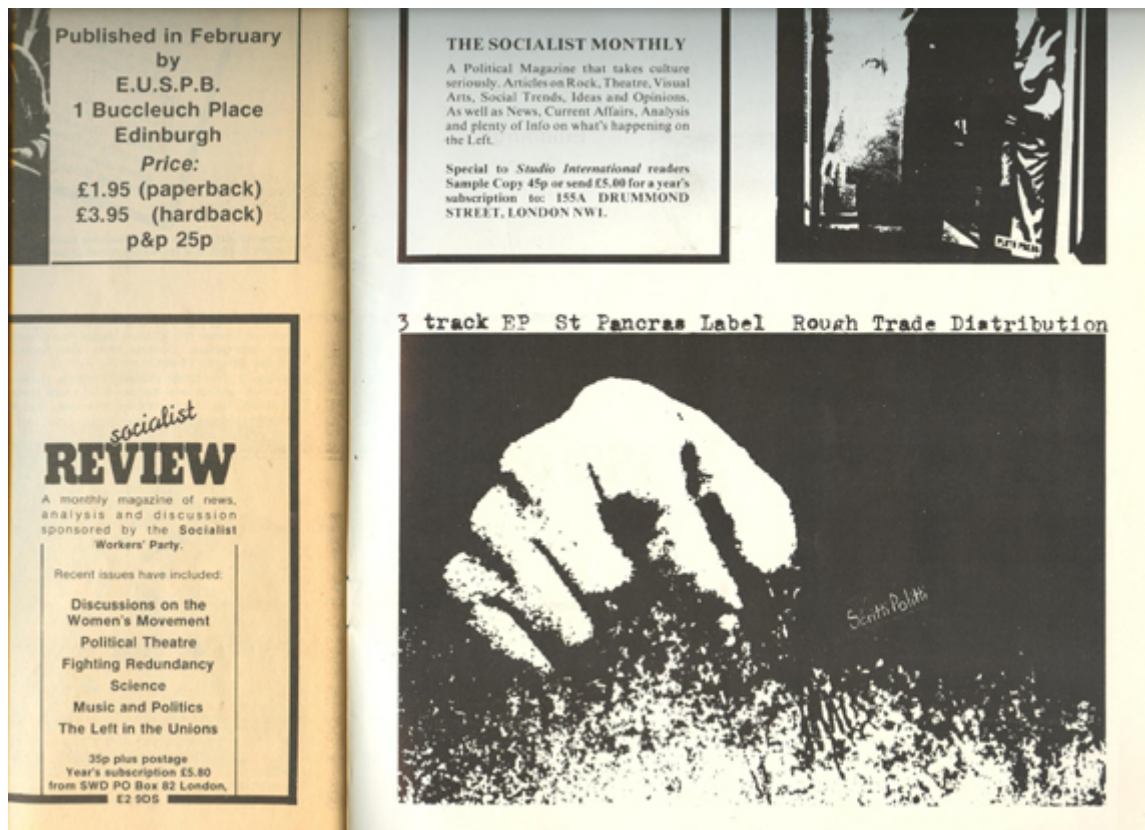 Published in February
by
E.U.S.P.B.
1 Buccleuch Place
Edinburgh
Price:
£1.95 (paperback)
£3.95 (hardback)
p&p 25p
socialist
REVIEW
A monthly magazine of news,
analysis and discussion
sponsored by the Socialist
Workers' Party.
Recent issues have included:
Discussions on the
Women's Movement
Political Theatre
Fighting Redundancy
Science
Music and Politics
The Left in the Unions
35p plus postage
Year's subscription £5.80
from SWD PO Box 82 London,
E2 9DS
THE SOCIALIST MONTHLY
A Political Magazine that takes culture
seriously. Articles on Rock, Theatre, Visual
Arts, Social Trends, Ideas and Opinions.
As well as News, Current Affairs, Analysis
and plenty of Info on what's happening on
the Left.
Special to Studio International readers
Sample Copy 45p or send £5.00 for a year's
subscription to: 155A DRUMMOND
STREET, LONDON NW1.
PLUTO PRESS
3 track EP St Pancras Label Rough Trade Distribution
Scritti Politti